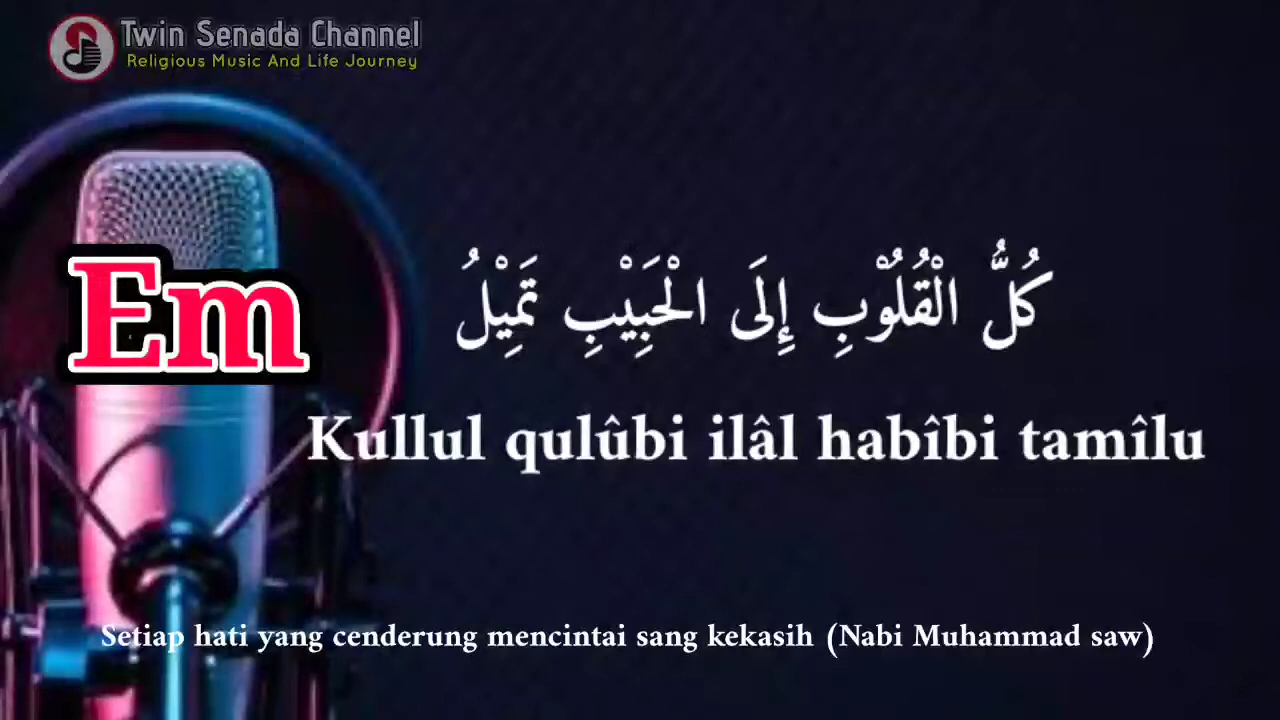 Twin Senada Channel
Religious Music And Life Journey
Em
كُلُّ الْقُلُوْبِ إِلَى الْحَبِيْبِ تَمِيْلُ
Kullul qulûbi ilâl habîbi tamîlu
Setiap hati yang cenderung mencintai sang kekasih (Nabi Muhammad saw)